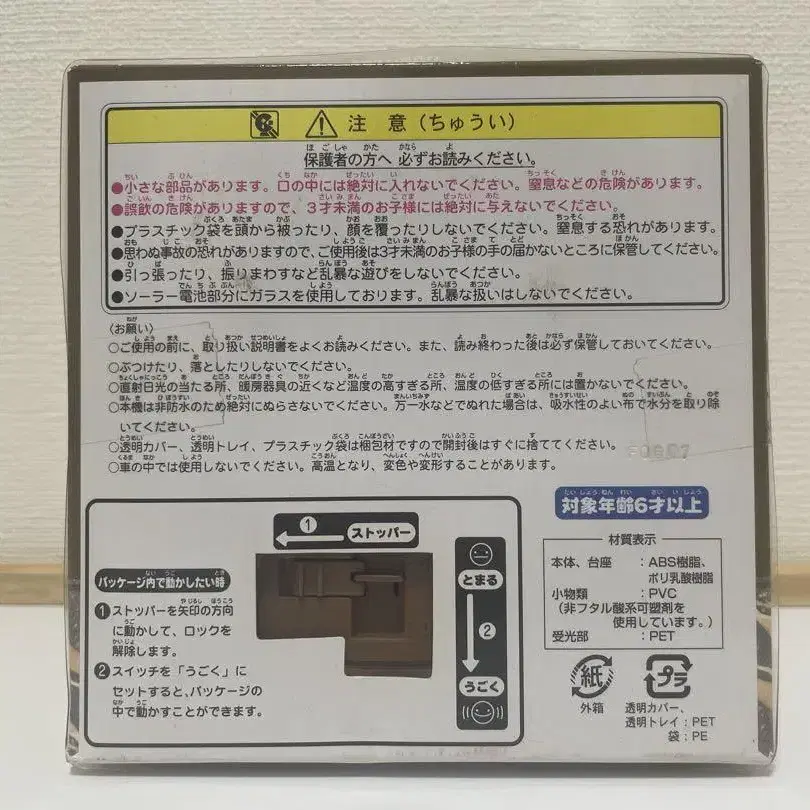 注 意（ちゅうい）
保護者の方へ 必ずお読みください。
●小さな部品があります。口の中には絶対に入れないでください。窒息などの危険があります。
●誤飲の危険がありますので、3才未満のお子様には絶対に与えないでください。
●プラスチック袋を頭から被ったり、顔を覆ったりしないでください。窒息する恐れがあります。
●思わぬ事故の恐れがありますので、ご使用後は3才未満のお子様の手の届かないところに保管してください。
●引っ張ったり、振りまわすなど乱暴な遊びをしないでください。
●ソーラー電池部分にガラスを使用しております。乱暴な扱いはしないでください。
〈お願い〉
○ご使用の前に、取り扱い説明書をよくお読みください。また、読み終わった後は必ず保管しておいてください。
○ぶつけたり、落としたりしないでください。
○直射日光の当たる所、暖房器具の近くなど温度の高すぎる所、温度の低すぎる所には置かないでください。
○本機は非防水のため絶対にぬらさないでください。万一水などでぬれた場合は、吸水性のよい布で水分を取り除
いてください。
○透明カバー、透明トレイ、プラスチック袋は梱包材ですので開封後はすぐに捨ててください。
○車の中では使用しないでください。高温となり、変色や変形することがあります。
対象年齢6才以上
パッケージ内で動かしたい時
①ストッパーを矢印の方向
に動かして、ロックを
解除します。
②スイッチを「うごく」に
セットすると、パッケージの
中で動かすことができます。
① ストッパー
とまる
②
うごく
材質表示
本体、台座 ：ABS樹脂、
ポリ乳酸樹脂
小物類 ：PVC
（非フタル酸系可塑剤を
使用しています。）
受光部 ：PET
紙
外箱
プラ
透明カバー、
透明トレイ：PET
袋：PE